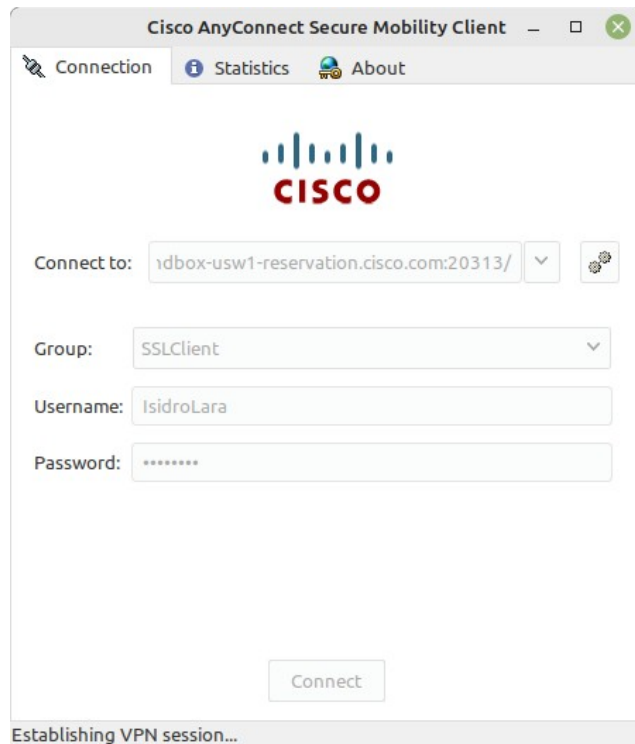 Cisco AnyConnect Secure Mobility Client
Connection Statistics About
CISCO
Connect to: dbox-usw1-reservation.cisco.com:20313/
Group: SSLClient
Username: IsidroLara
Password: ••••••••
Connect
Establishing VPN session...